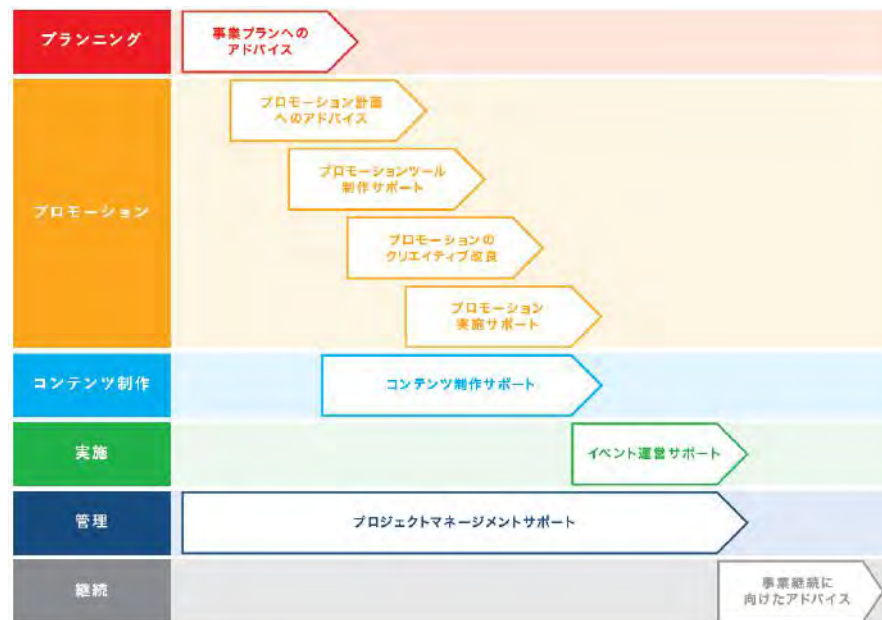 プランニング
事業プランへの
アドバイス
プロモーション
プロモーション計画
へのアドバイス
プロモーションツール
制作サポート
プロモーションの
クリエイティブ改良
プロモーション
実施サポート
コンテンツ制作
コンテンツ制作サポート
実施
イベント運営サポート
管理
プロジェクトマネージメントサポート
継続
事業継続に
向けたアドバイス